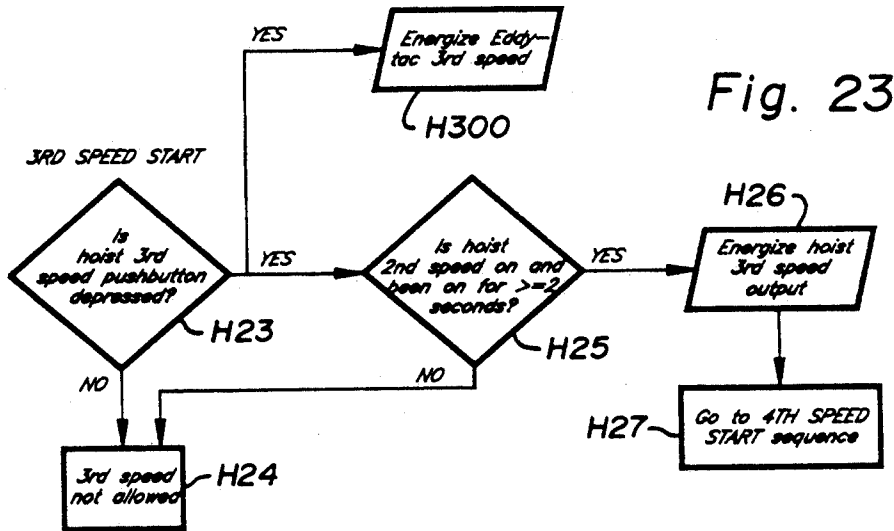 YES
Energize Eddy-
tac 3rd speed
H300
Fig. 23
3RD SPEED START
Is
hoist 3rd
speed pushbutton
depressed?
H23
YES
Is hoist
2nd speed on and
been on for >=2
seconds?
H25
YES
H26
Energize hoist
3rd speed
output
NO
NO
3rd speed
not allowed
H24
H27
Go to 4TH SPEED
START sequence